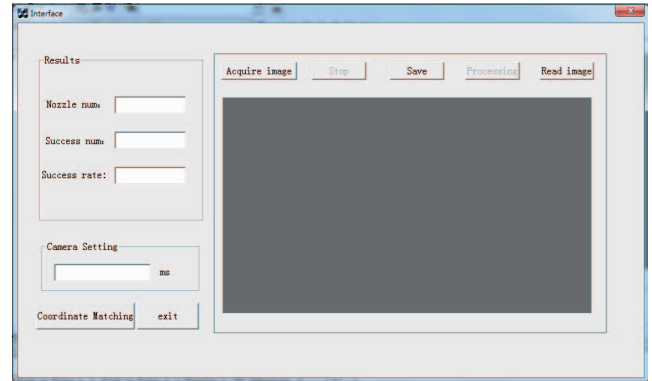 Interface
Results
Nozzle num:
Success num:
Success rate:
Camera Setting
ms
Coordinate Matching exit
Acquire image Stop Save Processing Read image